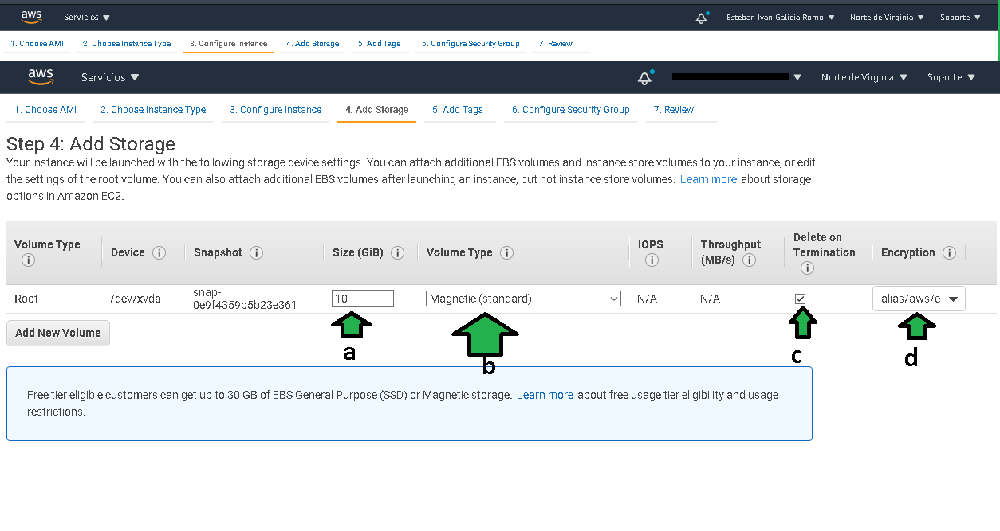 aws Servicios Esteban Ivan Galicia Romo Norte de Virginia Soporte
1. Choose AMI 2. Choose Instance Type 3. Configure Instance 4. Add Storage 5. Add Tags 6. Configure Security Group 7. Review
aws Servicios Norte de Virginia Soporte
1. Choose AMI 2. Choose Instance Type 3. Configure Instance 4. Add Storage 5. Add Tags 6. Configure Security Group 7. Review
Step 4: Add Storage
Your instance will be launched with the following storage device settings. You can attach additional EBS volumes and instance store volumes to your instance, or edit
the settings of the root volume. You can also attach additional EBS volumes after launching an instance, but not instance store volumes. Learn more about storage
options in Amazon EC2.
Volume Type Device Snapshot Size (GiB) Volume Type IOPS Throughput (MB/s) Delete on Termination Encryption
Root /dev/xvda snap-0e9f4359b5b23e361 10 Magnetic (standard) N/A N/A alias/aws/e
Add New Volume
a b c d
Free tier eligible customers can get up to 30 GB of EBS General Purpose (SSD) or Magnetic storage. Learn more about free usage tier eligibility and usage
restrictions.